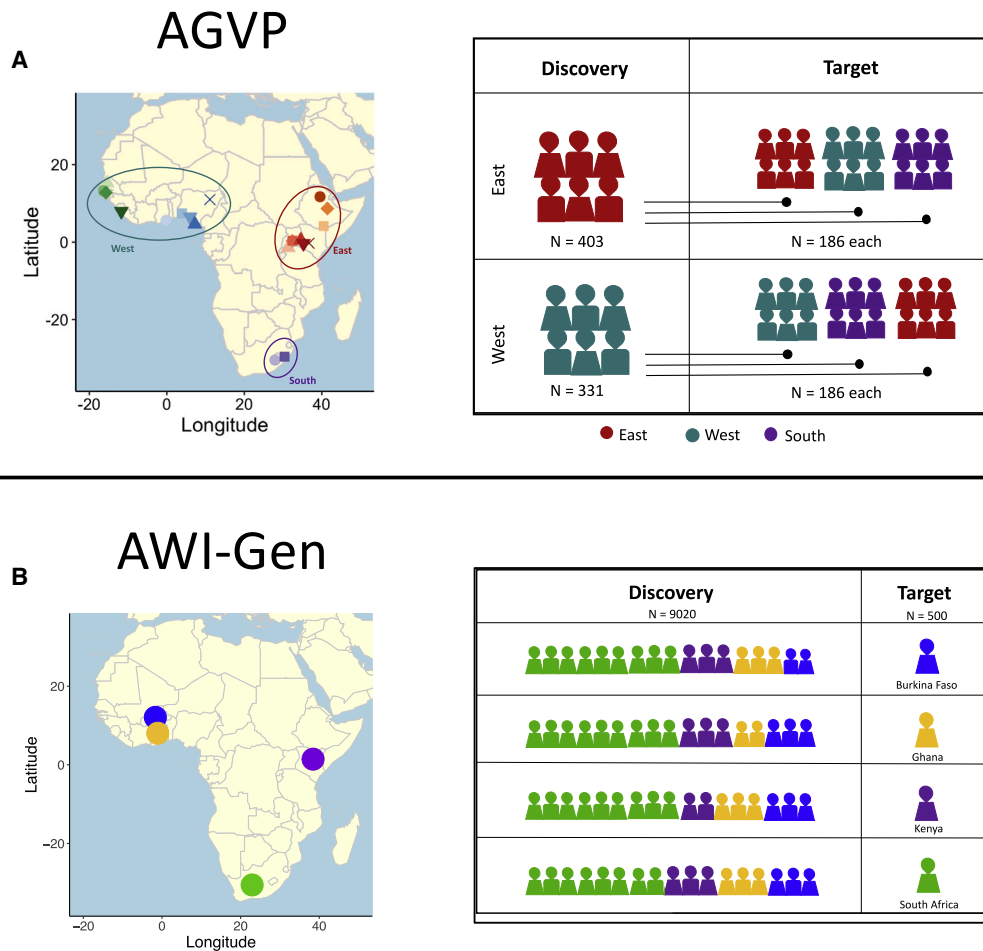 AGVP
A
Latitude
20
0
-20
-20
0
20
40
Longitude
West
East
South
Discovery
Target
East
N = 403
N = 186 each
West
N = 331
N = 186 each
East
West
South
AWI-Gen
B
Latitude
20
0
−20
−20
0
20
40
Longitude
Discovery
N = 9020
Target
N = 500
Burkina Faso
Ghana
Kenya
South Africa